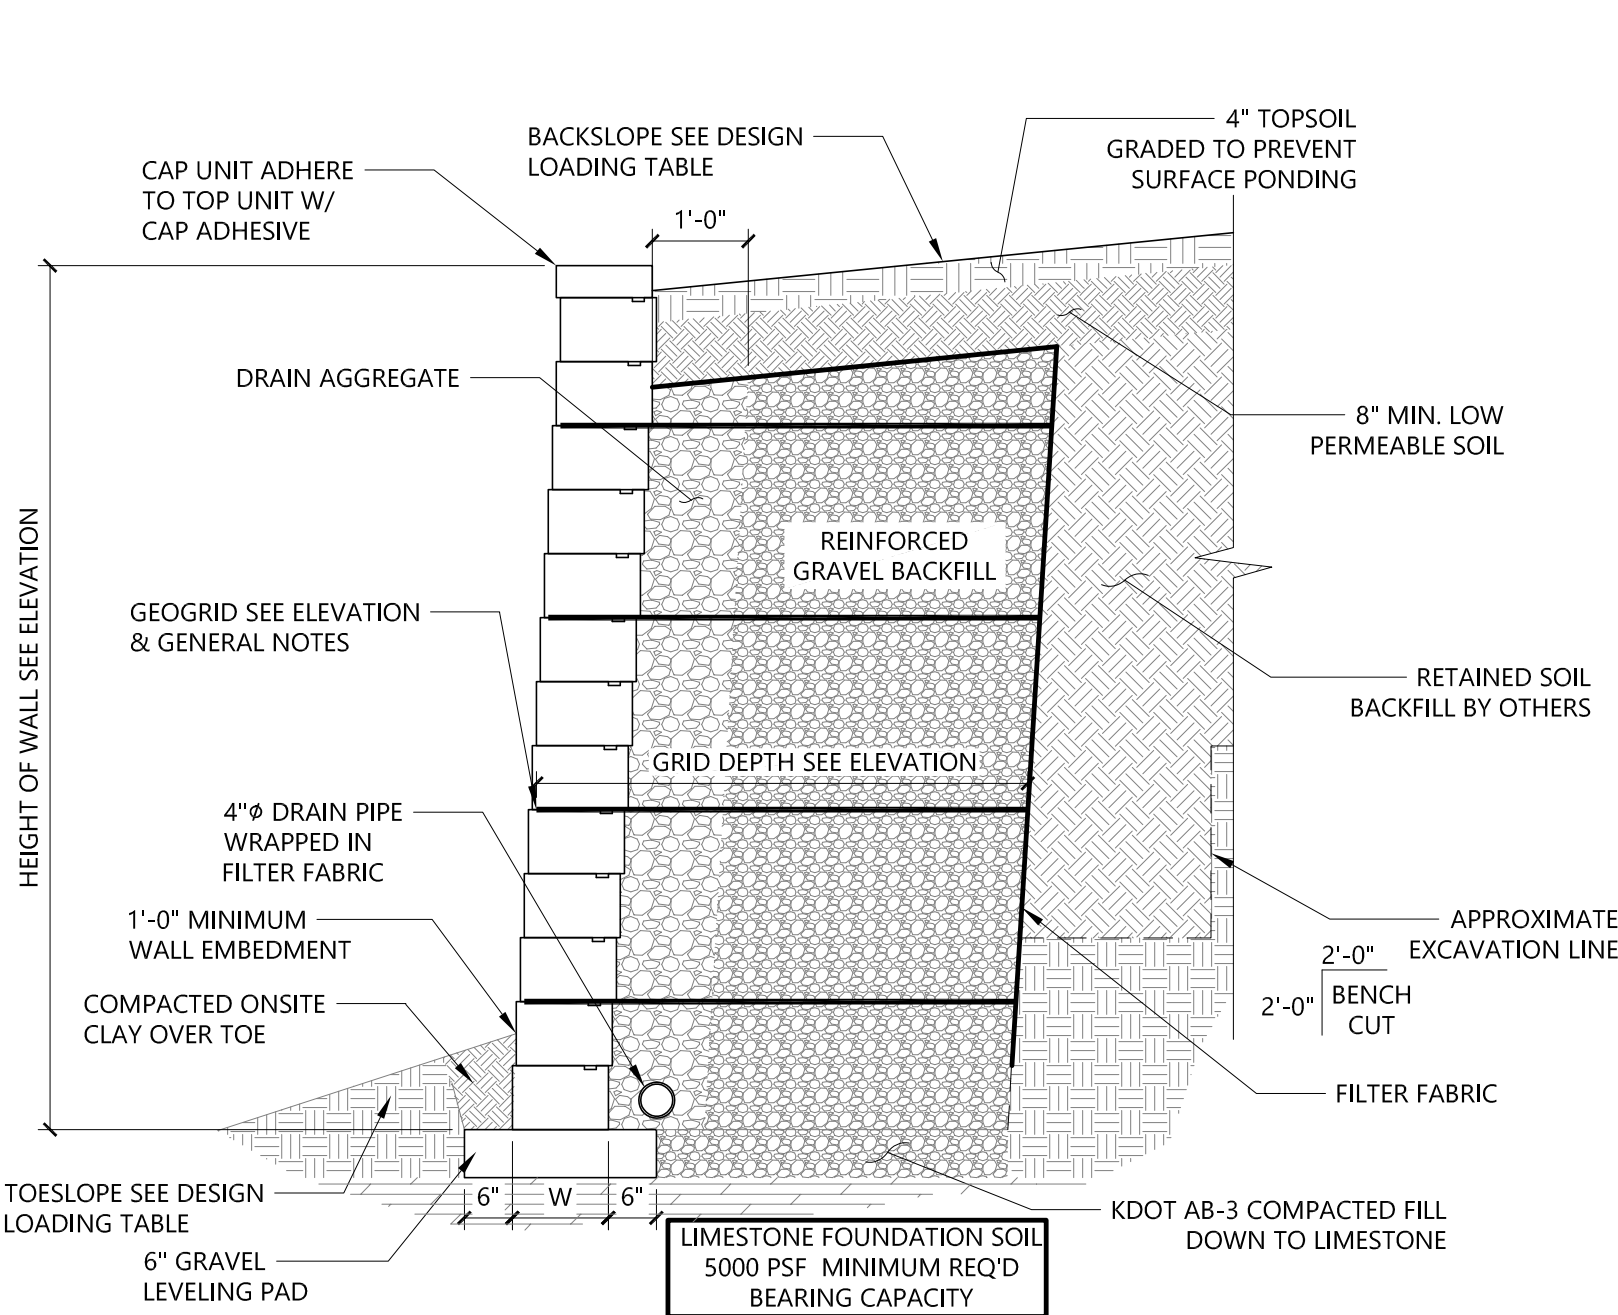 4" TOPSOIL
GRADED TO PREVENT
SURFACE PONDING
BACKSLOPE SEE DESIGN
LOADING TABLE
CAP UNIT ADHERE
TO TOP UNIT W/
CAP ADHESIVE
1'-0"
DRAIN AGGREGATE
8" MIN. LOW
PERMEABLE SOIL
HEIGHT OF WALL SEE ELEVATION
REINFORCED
GRAVEL BACKFILL
GEOGRID SEE ELEVATION
& GENERAL NOTES
RETAINED SOIL
BACKFILL BY OTHERS
GRID DEPTH SEE ELEVATION
4"ø DRAIN PIPE
WRAPPED IN
FILTER FABRIC
1'-0" MINIMUM
WALL EMBEDMENT
APPROXIMATE
EXCAVATION LINE
2'-0"
2'-0"
BENCH
CUT
COMPACTED ONSITE
CLAY OVER TOE
FILTER FABRIC
TOESLOPE SEE DESIGN
LOADING TABLE
6" W 6"
KDOT AB-3 COMPACTED FILL
DOWN TO LIMESTONE
6" GRAVEL
LEVELING PAD
LIMESTONE FOUNDATION SOIL
5000 PSF MINIMUM REQ'D
BEARING CAPACITY